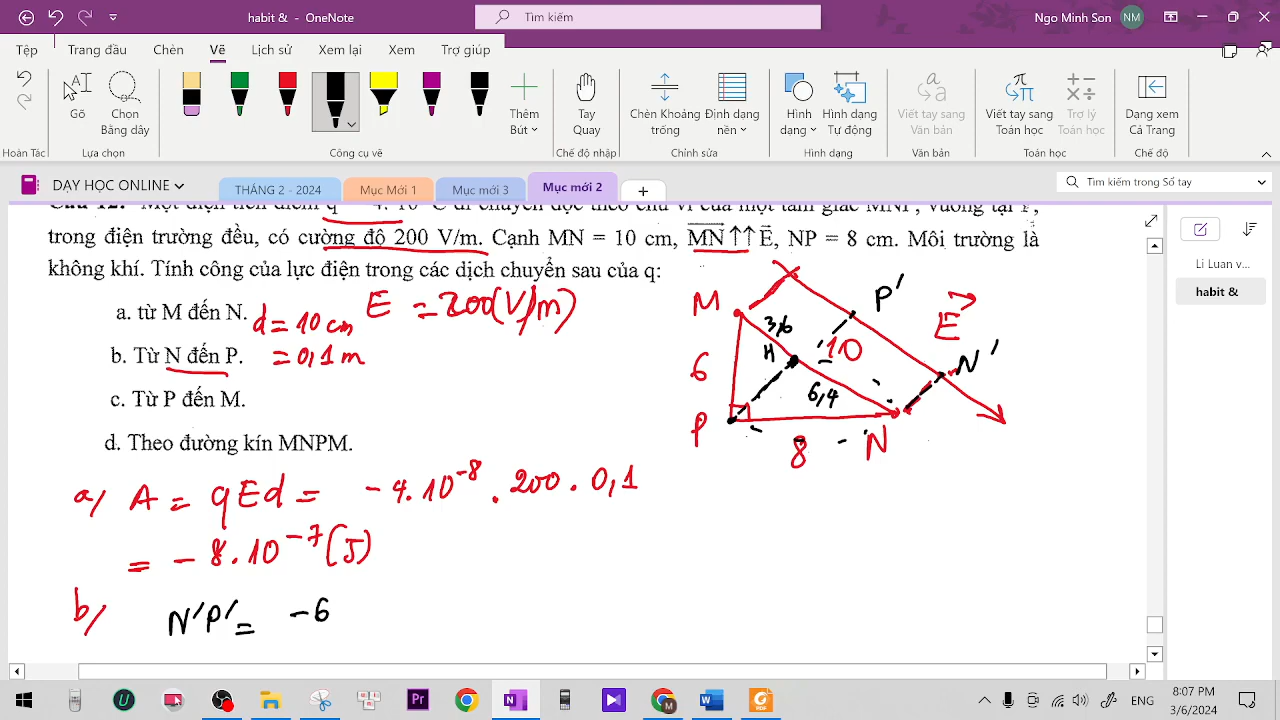 habit & - OneNote
Tìm kiếm
Ngo Minh Son NM
Tệp Trang đầu Chèn Vẽ Lịch sử Xem lại Xem Trợ giúp
Gõ
Chọn Bằng dây
Bút
Tay Quay
Chèn Khoảng trống
Định dạng nền
Hình dạng
Hình dạng Tự động
Viết tay sang Văn bản
Viết tay sang Toán học
Trợ lý Toán học
Dạng xem Cả Trang
Hoàn Tác Lựa chọn Công cụ vẽ Chế độ nhập Chỉnh sửa Hình dạng Văn bản Toán học Chế độ
DẠY HỌC ONLINE THÁNG 2 - 2024 Mục Mới 1 Mục mới 3 Mục mới 2 +
Tìm kiếm trong Sổ tay
Li Luan v...
habit &
trong điện trường đều, có cường độ 200 V/m. Cạnh MN = 10 cm, MN↑↑E, NP = 8 cm. Môi trường là
không khí. Tính công của lực điện trong các dịch chuyển sau của q:
a. từ M đến N.
d = 10 cm
E = 200(V/m)
b. Từ N đến P.
= 0,1 m
c. Từ P đến M.
d. Theo đường kín MNPM.
M
P'
3,6
E
H
10
N'
6
6,4
P
8
N
a/ A = qEd = -4.10⁻⁸ . 200 . 0,1
= -8.10⁻⁷ (J)
b/ N'P' = -6
ENG
8:07 PM
3/6/2024